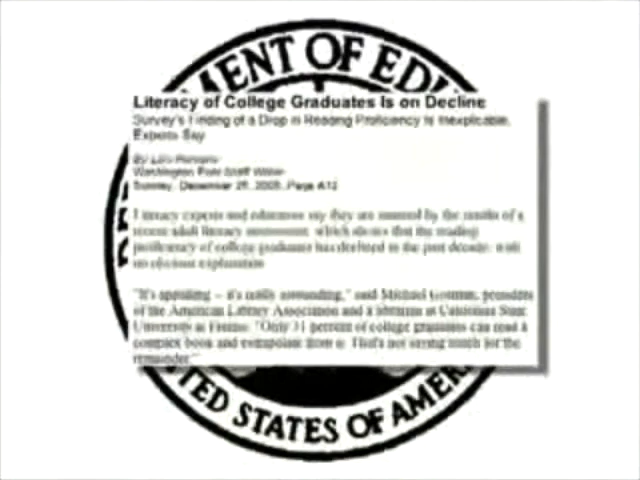 MENT OF EDU
Literacy of College Graduates Is on Decline
Survey's Finding of a Drop in Reading Proficiency Is Inexplicable,
Experts Say
By Lois Romano
Washington Post Staff Writer
Sunday, December 25, 2005; Page A12
Literacy experts and educators say they are stunned by the results of a
recent adult literacy assessment, which shows that the reading
proficiency of college graduates has declined in the past decade, with
no obvious explanation.
"It's appalling -- it's really astounding," said Michael Gorman, president
of the American Library Association and a librarian at California State
University at Fresno. "Only 31 percent of college graduates can read a
complex book and extrapolate from it. That's not saying much for the
remainder."
TED STATES OF AMER